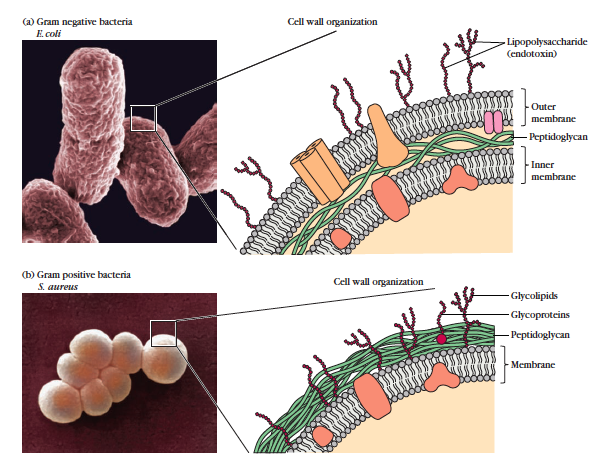 (a) Gram negative bacteria
E. coli
Cell wall organization
Lipopolysaccharide
(endotoxin)
Outer
membrane
Peptidoglycan
Inner
membrane
(b) Gram positive bacteria
S. aureus
Cell wall organization
Glycolipids
Glycoproteins
Peptidoglycan
Membrane